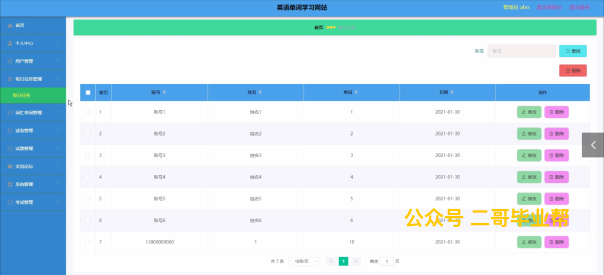 英语单词学习网站
管理员 abo
首页
首页
个人中心
用户管理
每日任务管理
每日任务
词汇单词管理
试卷管理
试题管理
交流论坛
系统管理
考试管理
账号
账号
查询
删除
索引 账号 姓名 单词 日期 操作
1 账号1 姓名1 1 2021-01-30 修改 删除
2 账号2 姓名2 2 2021-01-30 修改 删除
3 账号3 姓名3 3 2021-01-30 修改 删除
4 账号4 姓名4 4 2021-01-30 修改 删除
5 账号5 姓名5 5 2021-01-30 修改 删除
6 账号6 姓名6 6 2021-01-30 修改 删除
7 12800000000 1 10 2021-01-30 修改 删除
公众号 二哥毕业帮
共 7 条 10条/页 1 前往 1 页